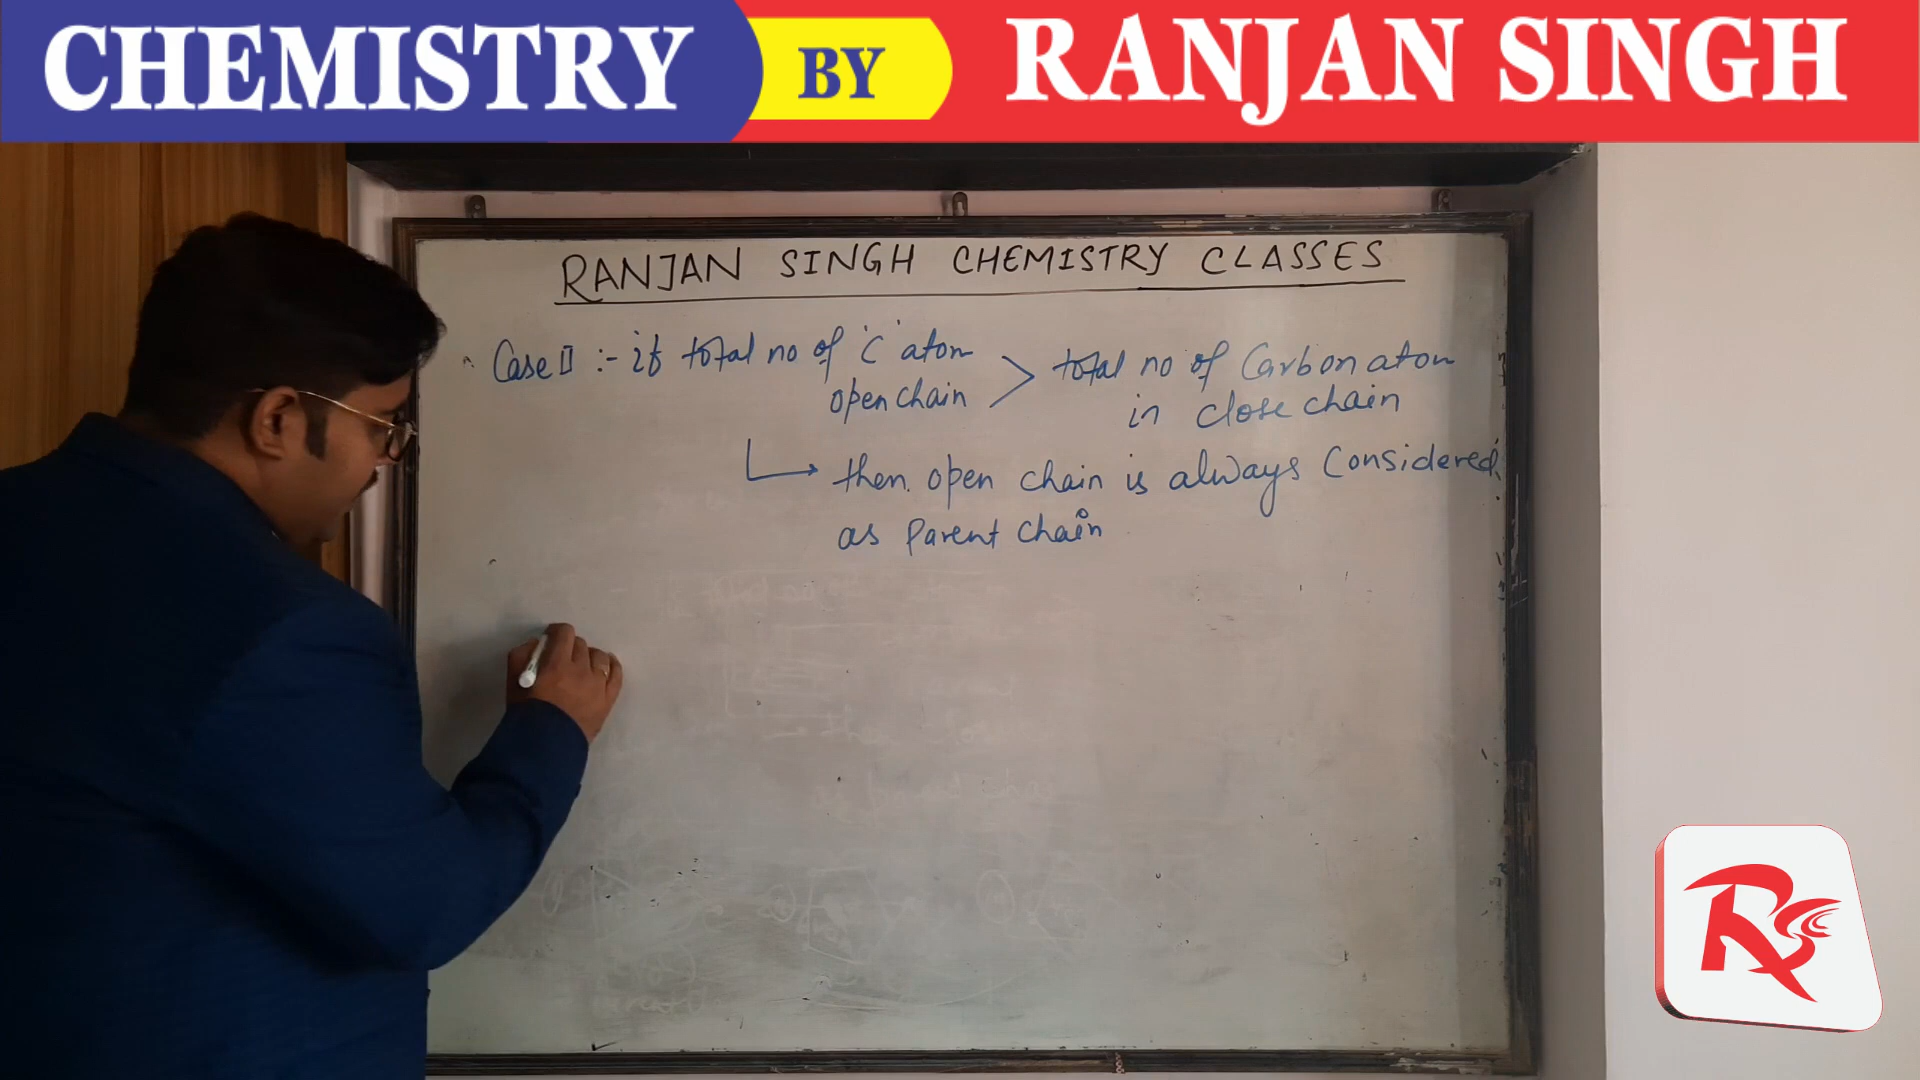 CHEMISTRY BY RANJAN SINGH
RANJAN SINGH CHEMISTRY CLASSES
Case II :- if total no of 'C' atom > total no of Carbon atom
open chain in close chain
then open chain is always Considered
as Parent chain
RSC